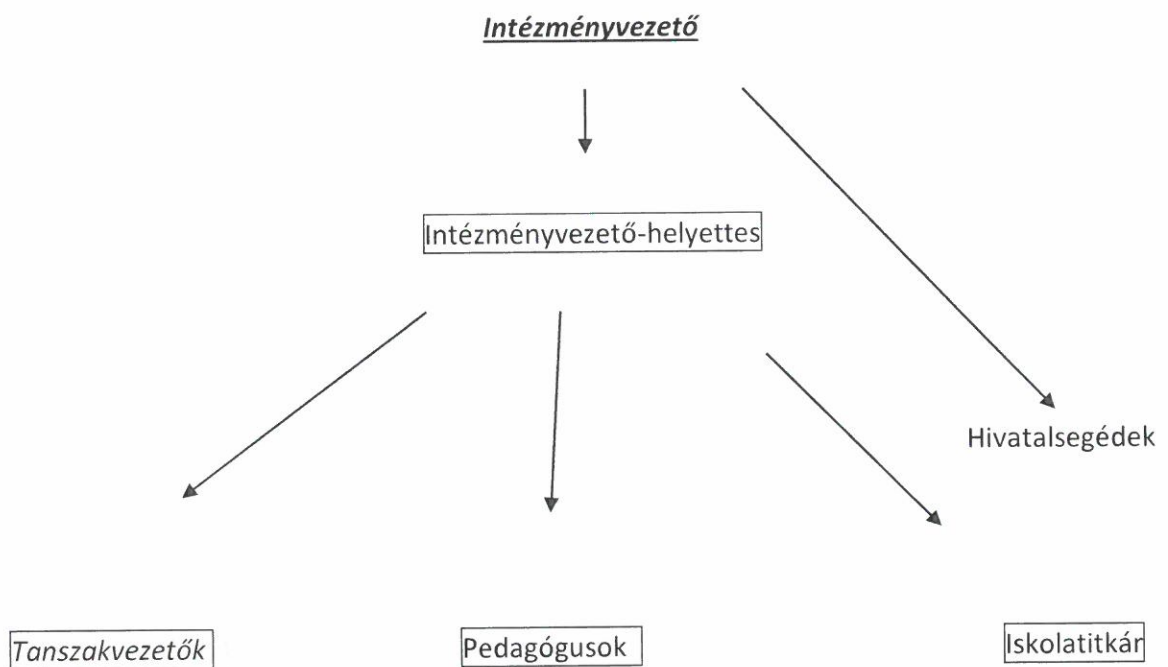 Intézményvezető
Intézményvezető-helyettes
Hivatalsegédek
Tanszakvezetők
Pedagógusok
Iskolatitkár